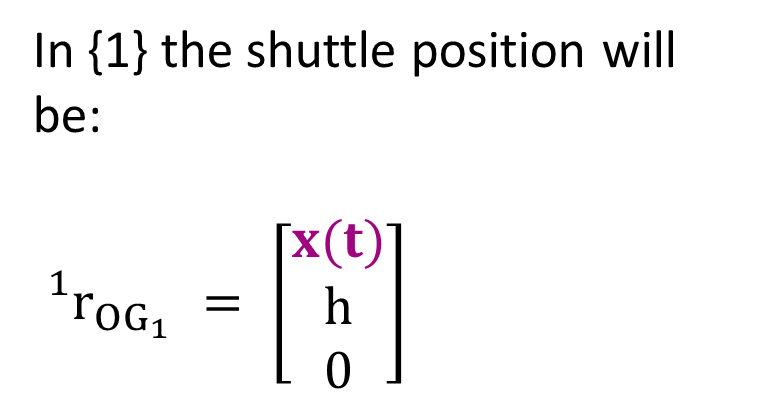 In {1} the shuttle position will
be:
x(t)
¹r_OG₁ = [ h ]
0